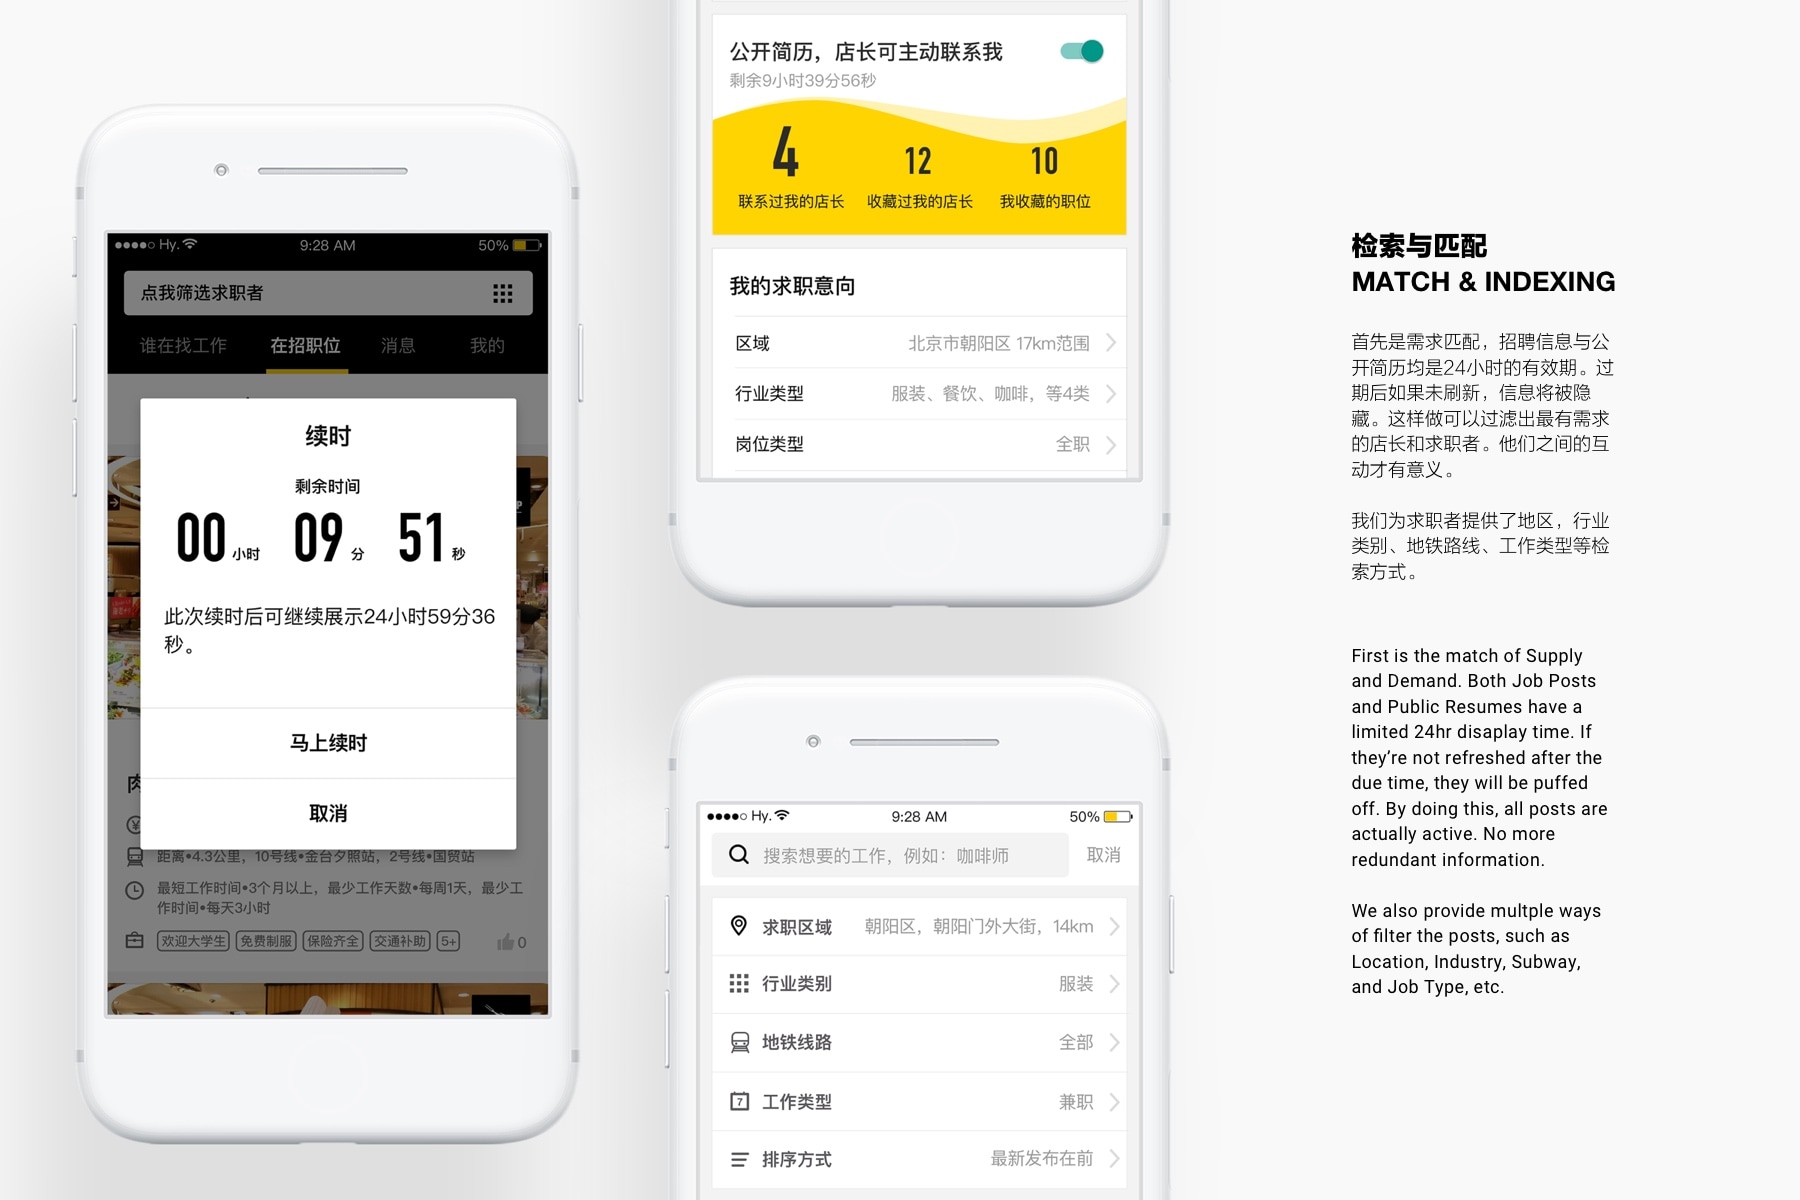 Hy.
9:28 AM
50%
点我筛选求职者
谁在找工作
在招职位
消息
我的
续时
剩余时间
00 小时 09 分 51 秒
此次续时后可继续展示24小时59分36
秒。
马上续时
取消
距离•4.3公里，10号线•金台夕照站，2号线•国贸站
最短工作时间•3个月以上，最少工作天数•每周1天，最少工
作时间•每天3小时
欢迎大学生 免费制服 保险齐全 交通补助 5+ 0
公开简历，店长可主动联系我
剩余9小时39分56秒
4 12 10
联系过我的店长 收藏过我的店长 我收藏的职位
我的求职意向
区域 北京市朝阳区 17km范围
行业类型 服装、餐饮、咖啡，等4类
岗位类型 全职
Hy.
9:28 AM
50%
搜索想要的工作，例如：咖啡师
取消
求职区域 朝阳区，朝阳门外大街，14km
行业类别 服装
地铁线路 全部
7
工作类型 兼职
排序方式 最新发布在前
检索与匹配
MATCH & INDEXING
首先是需求匹配，招聘信息与公
开简历均是24小时的有效期。过
期后如果未刷新，信息将被隐
藏。这样做可以过滤出最有需求
的店长和求职者。他们之间的互
动才有意义。
我们为求职者提供了地区，行业
类别、地铁路线、工作类型等检
索方式。
First is the match of Supply
and Demand. Both Job Posts
and Public Resumes have a
limited 24hr disaplay time. If
they’re not refreshed after the
due time, they will be puffed
off. By doing this, all posts are
actually active. No more
redundant information.
We also provide multple ways
of filter the posts, such as
Location, Industry, Subway,
and Job Type, etc.